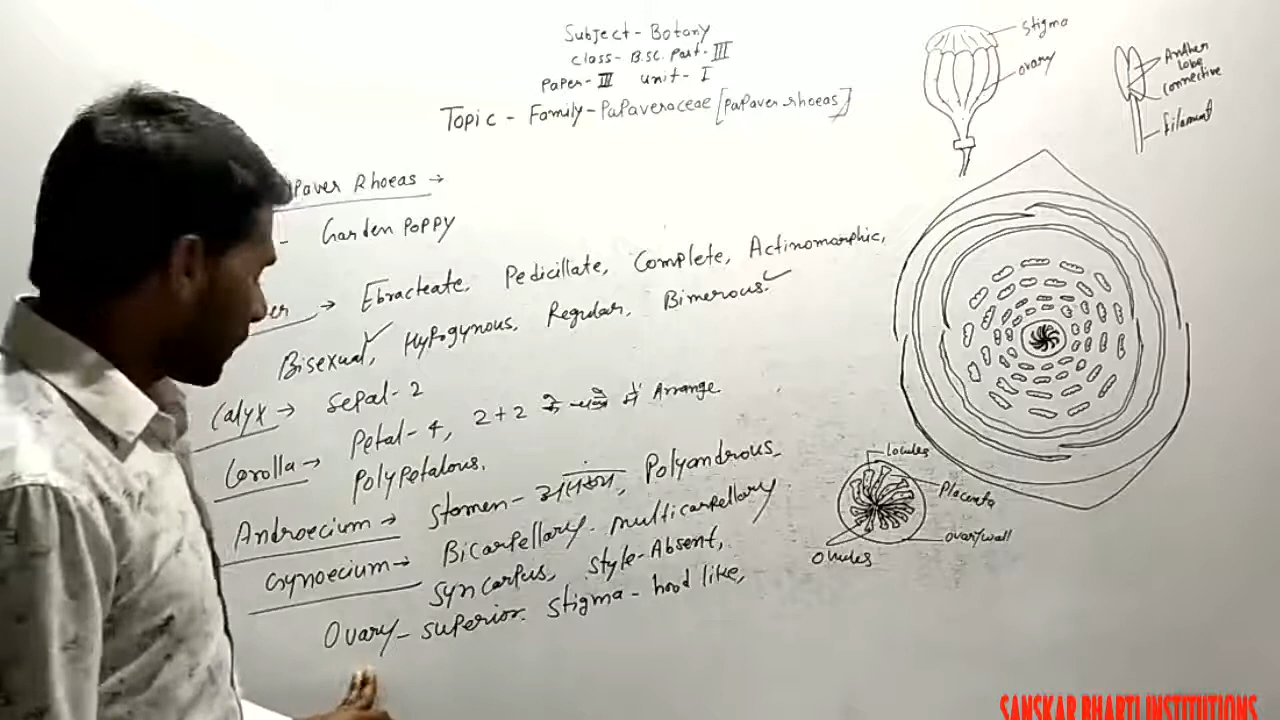 Subject - Botany
Class - B.SC. Part - III
Paper - III Unit - I
Topic - Family - Papaveraceae [Papaver rhoeas]
paver Rhoeas →
- Garden Poppy
er → Ebracteate, Pedicillate, Complete, Actinomorphic,
Bisexual, Hypogynous, Regular, Bimerous.
Calyx → Sepal - 2
Corolla → Petal - 4, 2 + 2 Arrange
Polypetalous.
Androecium → Stamen - असंख्य, Polyandrous.
Gynoecium → Bicarpellary. multicarpellary
Syncarpus, Style - Absent,
Ovary - Superior. Stigma - hood like,
Stigma
ovary
Anther lobe
Connective
filament
Locules
Placenta
ovary wall
Ovules
SANSKAR BHARTI INSTITUTIONS